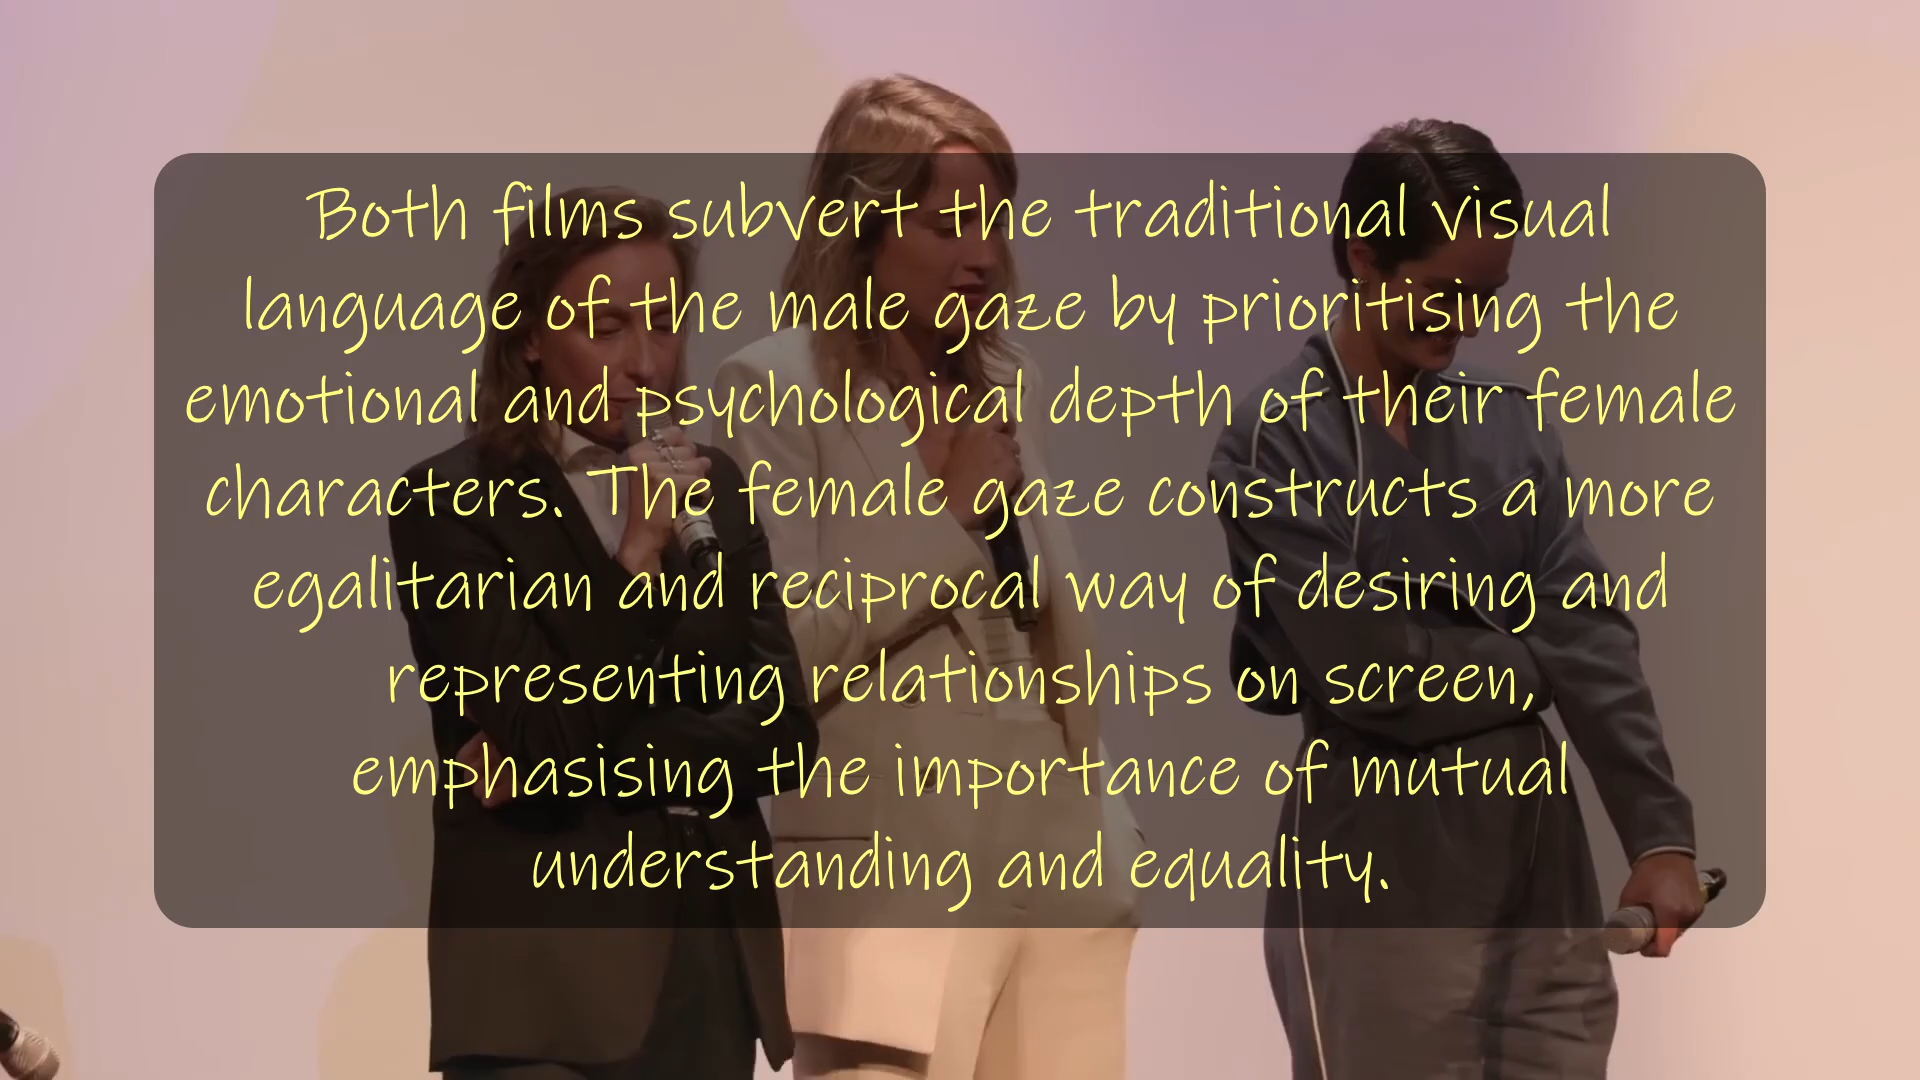 Both films subvert the traditional visual
language of the male gaze by prioritising the
emotional and psychological depth of their female
characters. The female gaze constructs a more
egalitarian and reciprocal way of desiring and
representing relationships on screen,
emphasising the importance of mutual
understanding and equality.